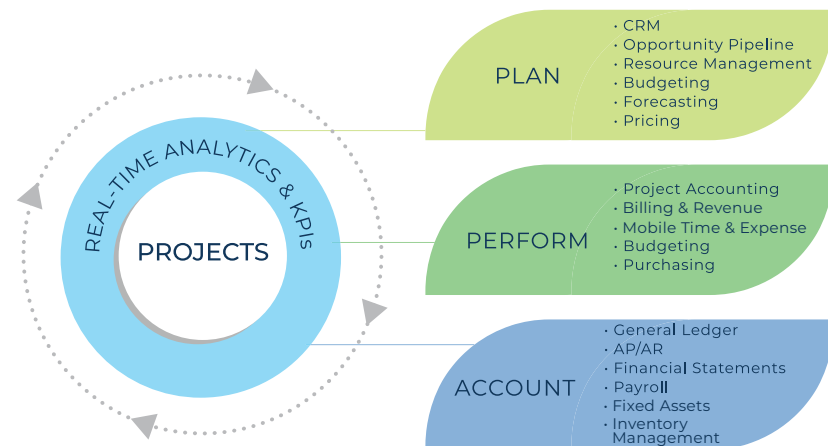 REAL-TIME ANALYTICS & KPIs
PROJECTS
PLAN
• CRM
• Opportunity Pipeline
• Resource Management
• Budgeting
• Forecasting
• Pricing
PERFORM
• Project Accounting
• Billing & Revenue
• Mobile Time & Expense
• Budgeting
• Purchasing
ACCOUNT
• General Ledger
• AP/AR
• Financial Statements
• Payroll
• Fixed Assets
• Inventory
Management